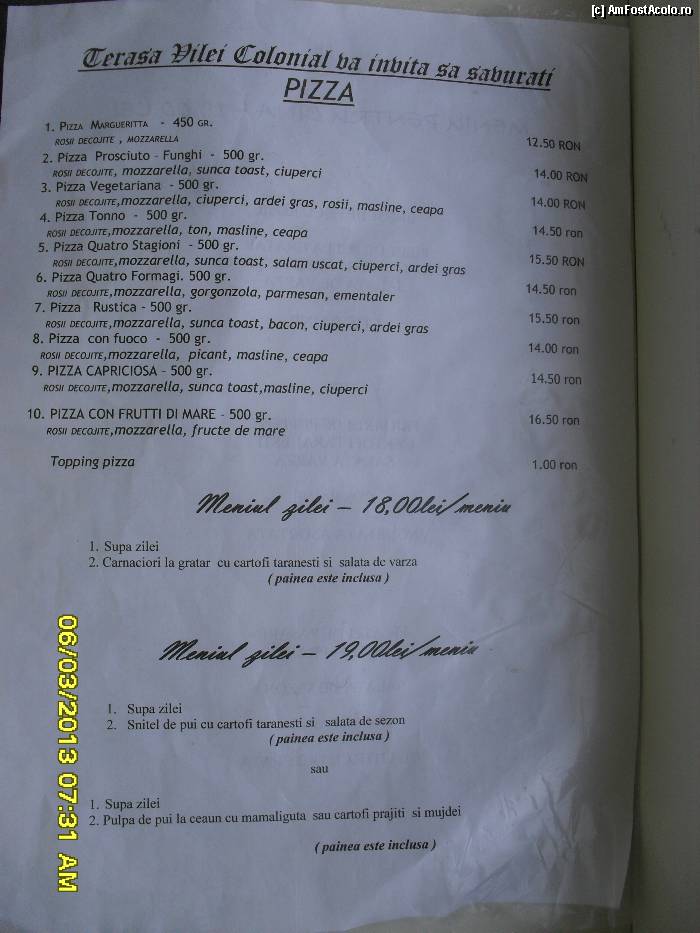 [c] AmFostAcolo.ro
Terasa Vilei Colonial va invita sa savurati
PIZZA
1. PIZZA MARGUERITTA - 450 GR.
ROSII DECOJITE , MOZZARELLA 12.50 RON
2. Pizza Prosciuto - Funghi - 500 gr.
ROSII DECOJITE, mozzarella, sunca toast, ciuperci 14.00 RON
3. Pizza Vegetariana - 500 gr.
ROSII DECOJITE,mozzarella, ciuperci, ardei gras, rosii, masline, ceapa 14.00 RON
4. Pizza Tonno - 500 gr.
ROSII DECOJITE,mozzarella, ton, masline, ceapa 14.50 ron
5. Pizza Quatro Stagioni - 500 gr.
ROSII DECOJITE,mozzarella, sunca toast, salam uscat, ciuperci, ardei gras 15.50 RON
6. Pizza Quatro Formagi. 500 gr.
ROSII DECOJITE,mozzarella, gorgonzola, parmesan, ementaler 14.50 ron
7. Pizza Rustica - 500 gr.
ROSII DECOJITE,mozzarella, sunca toast, bacon, ciuperci, ardei gras 15.50 ron
8. Pizza con fuoco - 500 gr.
ROSII DECOJITE,mozzarella, picant, masline, ceapa 14.00 ron
9. PIZZA CAPRICIOSA - 500 gr.
ROSII DECOJITE,mozzarella, sunca toast,masline, ciuperci 14.50 ron
10. PIZZA CON FRUTTI DI MARE - 500 gr.
ROSII DECOJITE,mozzarella, fructe de mare 16.50 ron
Topping pizza 1.00 ron
Meniul zilei – 18,00lei/meniu
1. Supa zilei
2. Carnaciori la gratar cu cartofi taranesti si salata de varza
( painea este inclusa )
Meniul zilei – 19,00lei/meniu
1. Supa zilei
2. Snitel de pui cu cartofi taranesti si salata de sezon
( painea este inclusa )
sau
1. Supa zilei
2. Pulpa de pui la ceaun cu mamaliguta sau cartofi prajiti si mujdei
( painea este inclusa )
06/03/2013 07:31 AM